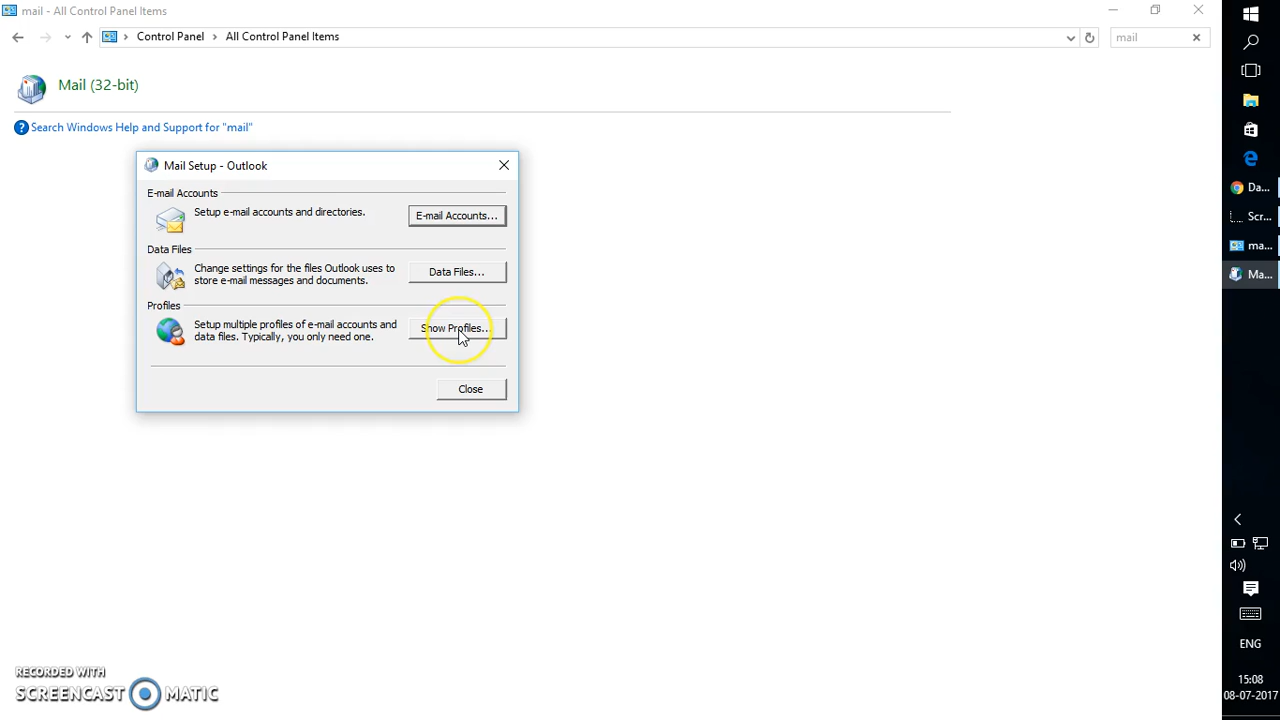 mail - All Control Panel Items
Control Panel
All Control Panel Items
mail
Mail (32-bit)
? Search Windows Help and Support for "mail"
Mail Setup - Outlook
E-mail Accounts
Setup e-mail accounts and directories.
E-mail Accounts...
Data Files
Change settings for the files Outlook uses to
store e-mail messages and documents.
Data Files...
Profiles
Setup multiple profiles of e-mail accounts and
data files. Typically, you only need one.
Show Profiles...
Close
Da...
Scr...
ma...
Ma...
ENG
15:08
08-07-2017
RECORDED WITH
SCREENCAST MATIC